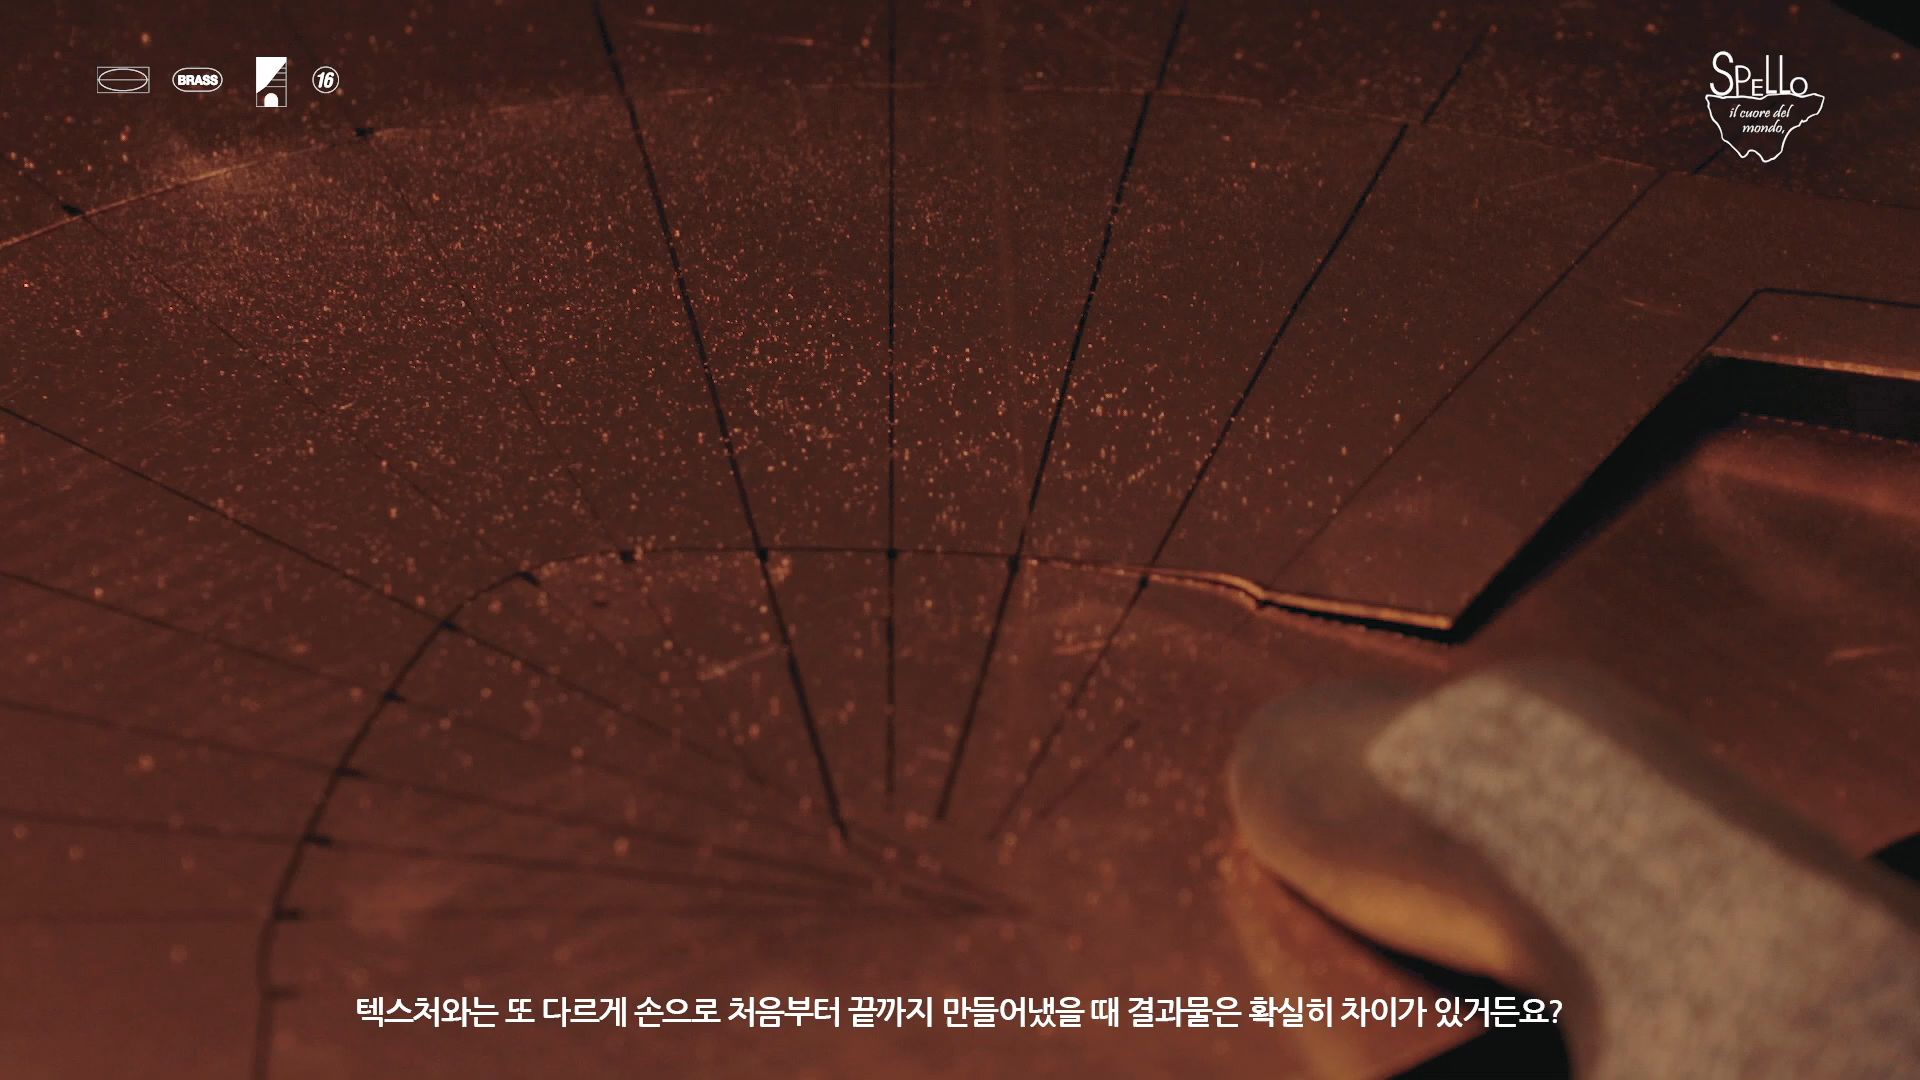 BRASS
16
SPELLO
il cuore del
mondo,
텍스처와는 또 다르게 손으로 처음부터 끝까지 만들어냈을 때 결과물은 확실히 차이가 있거든요?